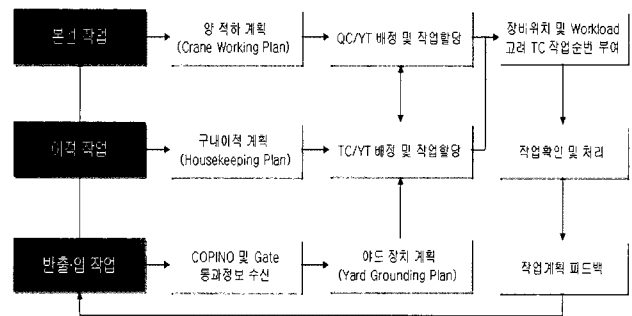 본선 작업
양 적하 계획
(Crane Working Plan)
QC/YT 배정 및 작업할당
장비위치 및 Workload
고려 TC 작업순번 부여
이적 작업
구내이적 계획
(Housekeeping Plan)
TC/YT 배정 및 작업할당
작업확인 및 처리
반출·입 작업
COPINO 및 Gate
통과정보 수신
야드 장치 계획
(Yard Grounding Plan)
작업계획 피드백